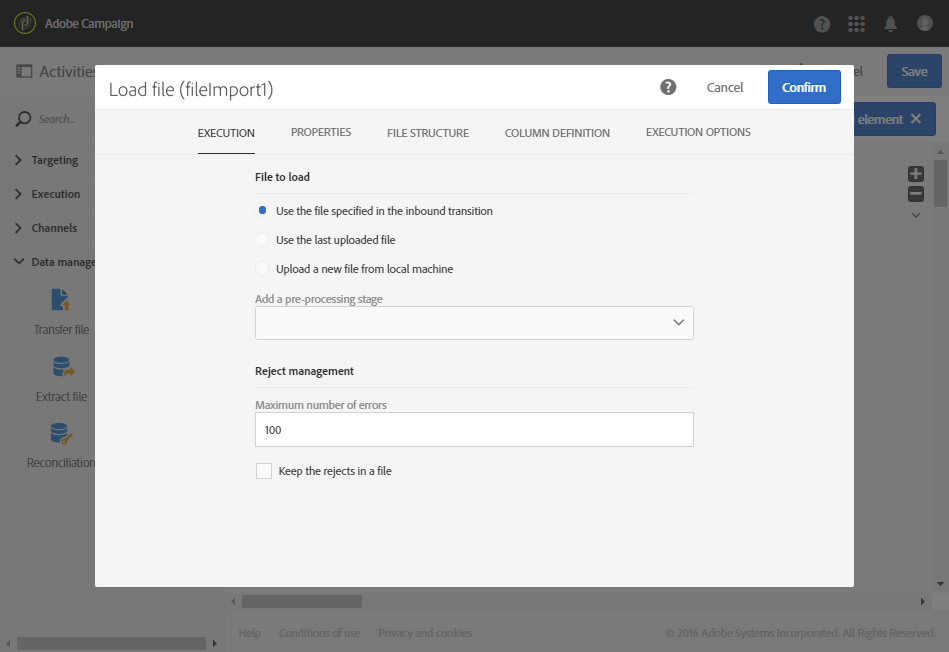 Adobe Campaign
Activities
el
Save
element
Search...
Targeting
Execution
Channels
Data manage
Transfer file
Extract file
Reconciliation
Load file (fileImport1)
Cancel
Confirm
EXECUTION
PROPERTIES
FILE STRUCTURE
COLUMN DEFINITION
EXECUTION OPTIONS
File to load
Use the file specified in the inbound transition
Use the last uploaded file
Upload a new file from local machine
Add a pre-processing stage
Reject management
Maximum number of errors
100
Keep the rejects in a file
Help
Conditions of use
Privacy and cookies
© 2016 Adobe Systems Incorporated. All Rights Reserved.